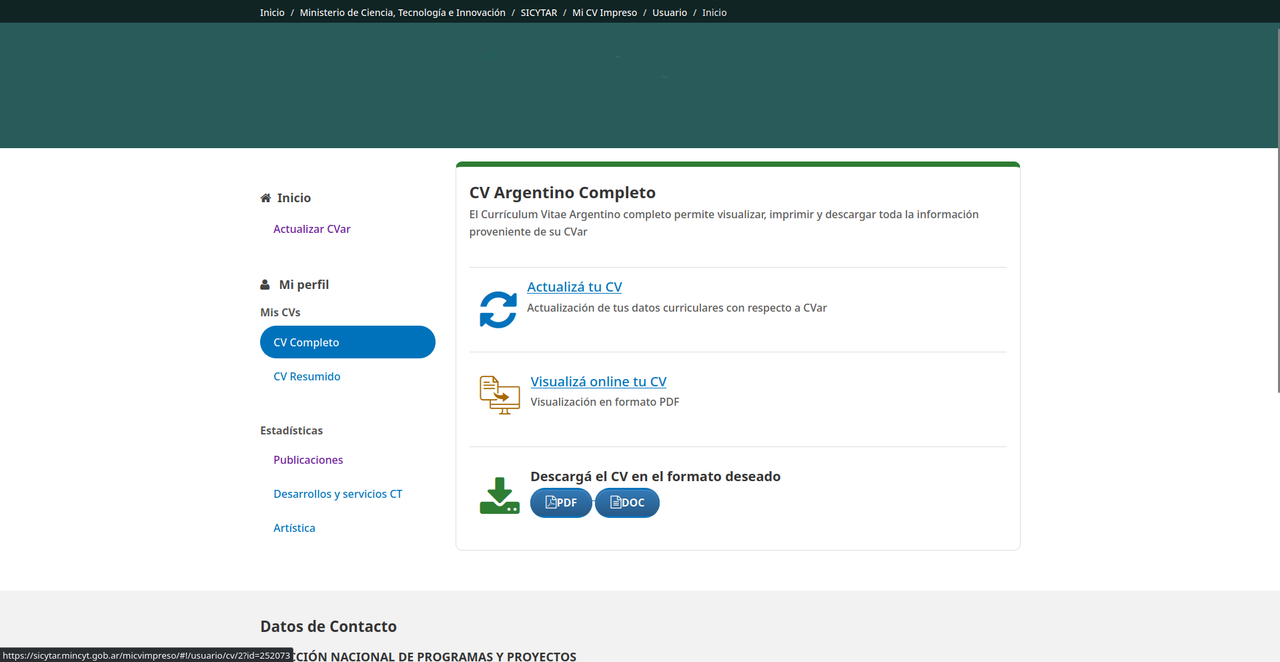 Inicio / Ministerio de Ciencia, Tecnología e Innovación / SICYTAR / Mi CV Impreso / Usuario / Inicio
Inicio
Actualizar CVar
Mi perfil
Mis CVs
CV Completo
CV Resumido
Estadísticas
Publicaciones
Desarrollos y servicios CT
Artística
CV Argentino Completo
El Currículum Vitae Argentino completo permite visualizar, imprimir y descargar toda la información
proveniente de su CVar
Actualizá tu CV
Actualización de tus datos curriculares con respecto a CVar
Visualizá online tu CV
Visualización en formato PDF
Descargá el CV en el formato deseado
PDF DOC
Datos de Contacto
CCIÓN NACIONAL DE PROGRAMAS Y PROYECTOS
https://sicytar.mincyt.gob.ar/micvimpreso/#!/usuario/cv/2?id=252073